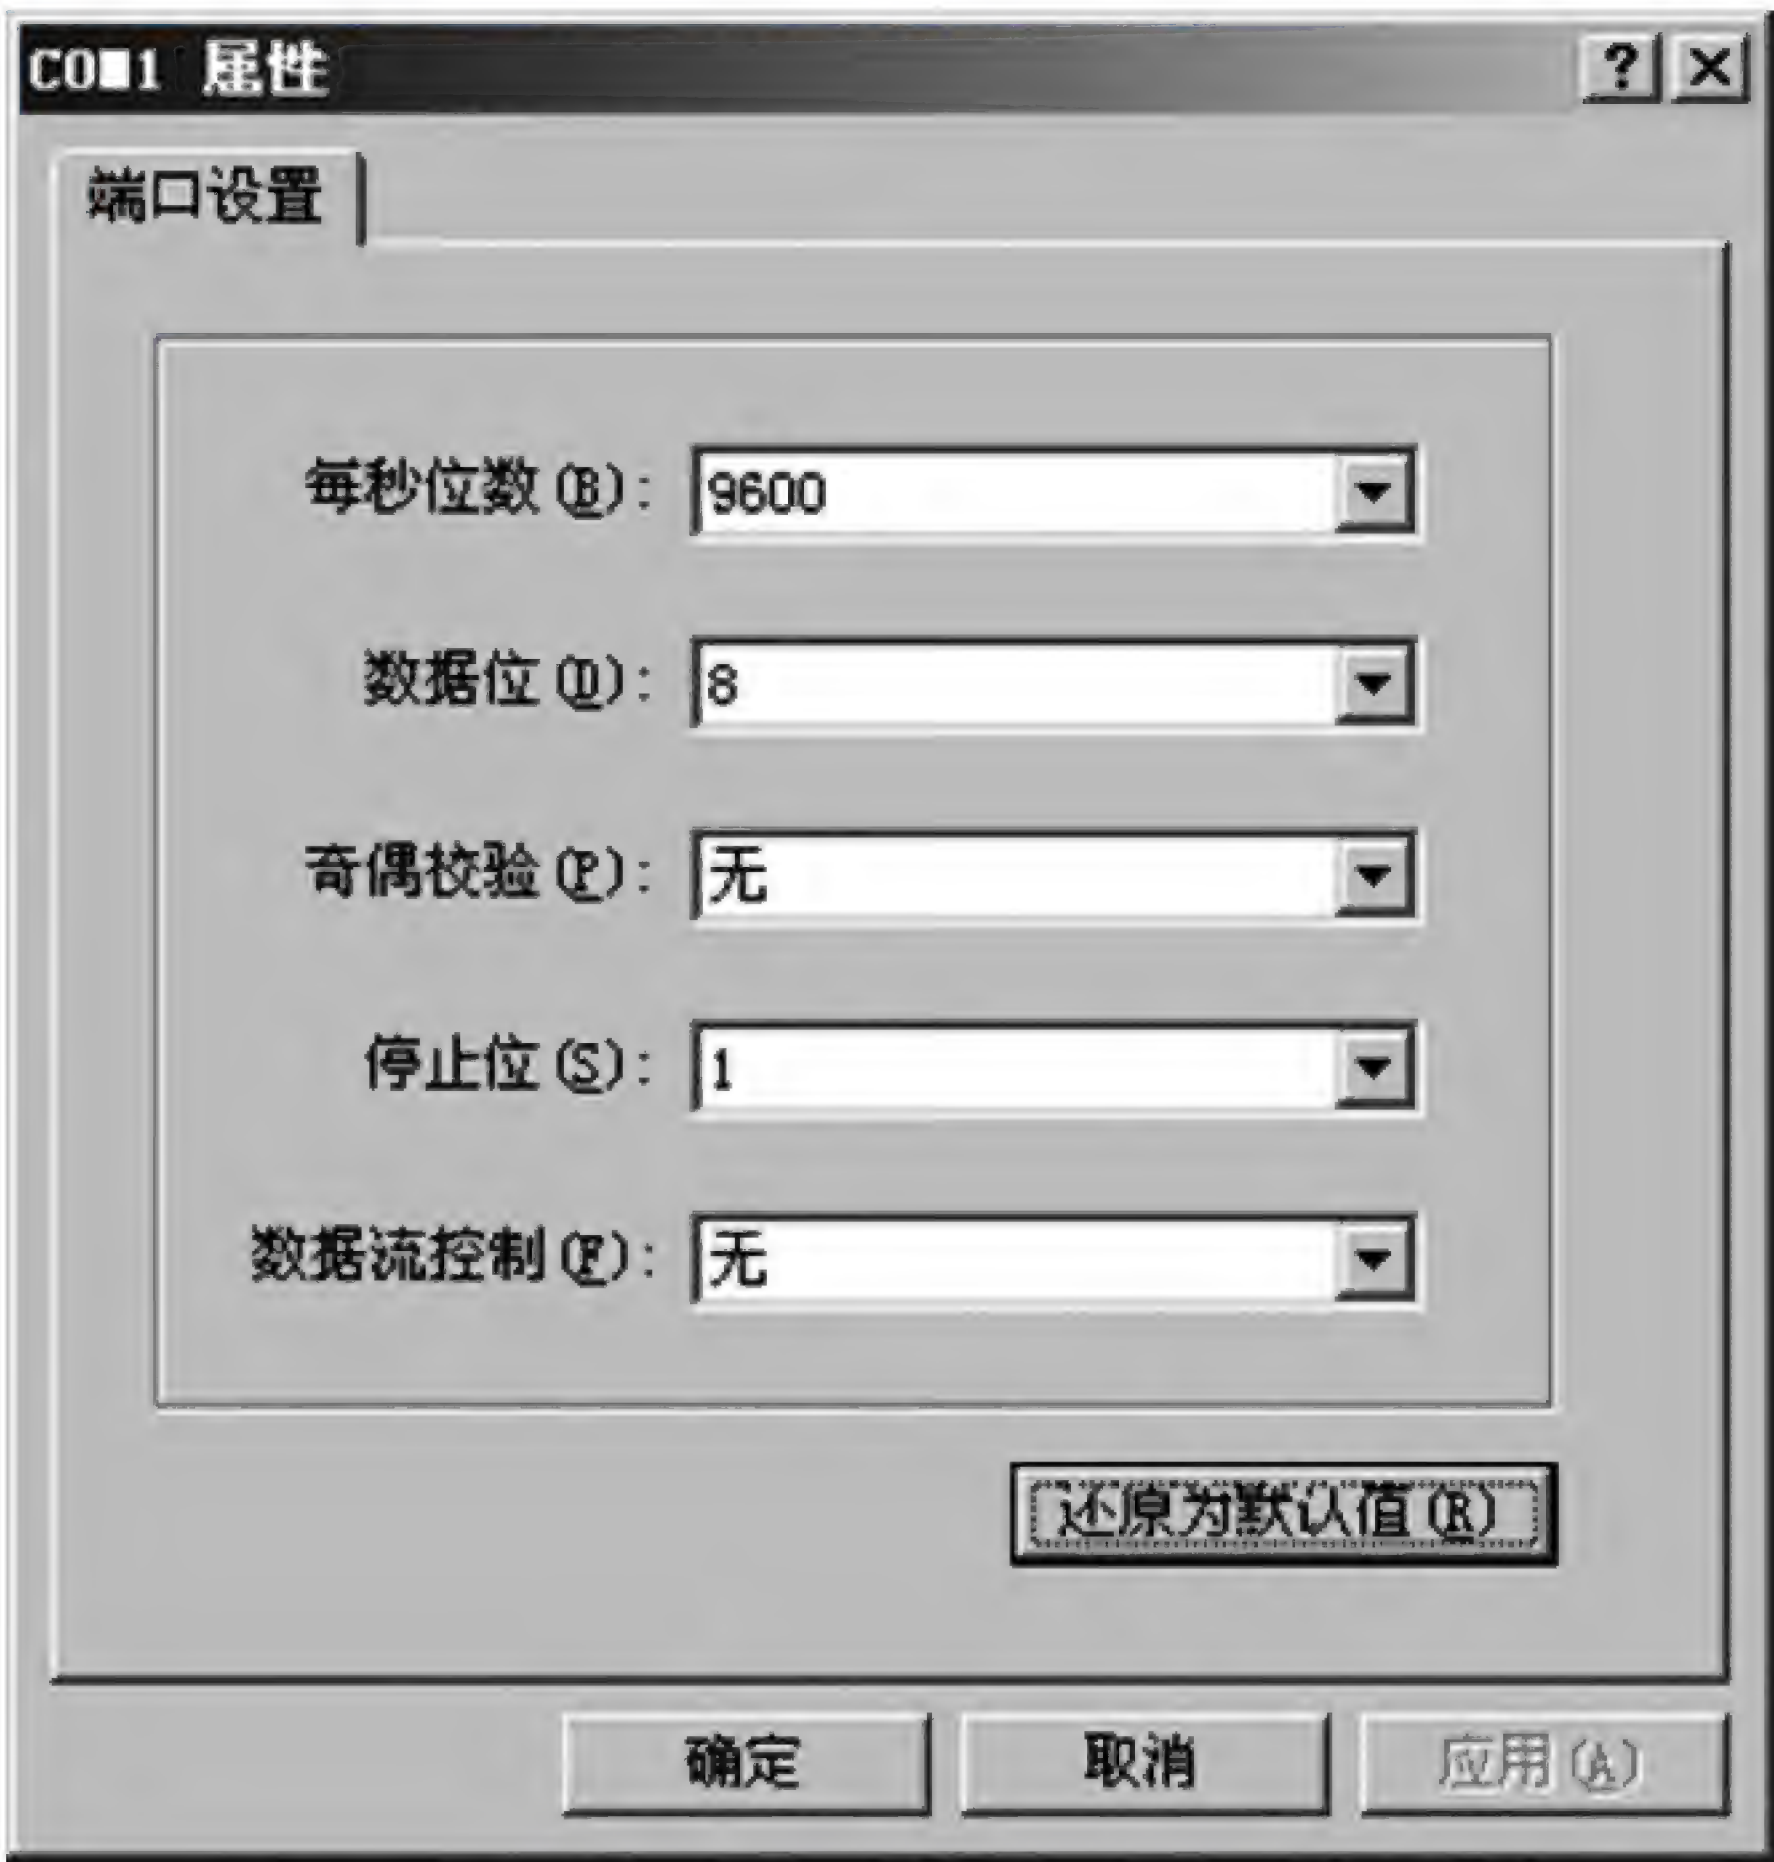 COM1 属性
端口设置
每秒位数(B): 9600
数据位(D): 8
奇偶校验(P): 无
停止位(S): 1
数据流控制(F): 无
还原为默认值(R)
确定 取消 应用(A)